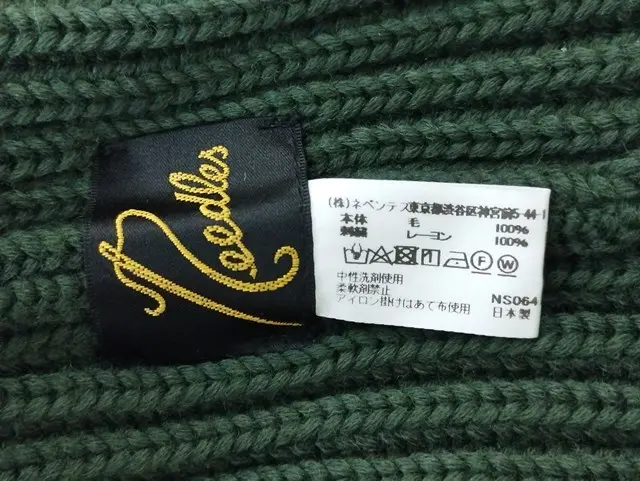 Needles
(株)ネペンテス東京都渋谷区神宮前5-44-1
本体 毛 100%
刺繍 レーヨン 100%
中性洗剤使用
柔軟剤禁止
アイロン掛けはあて布使用
NS064
日本製